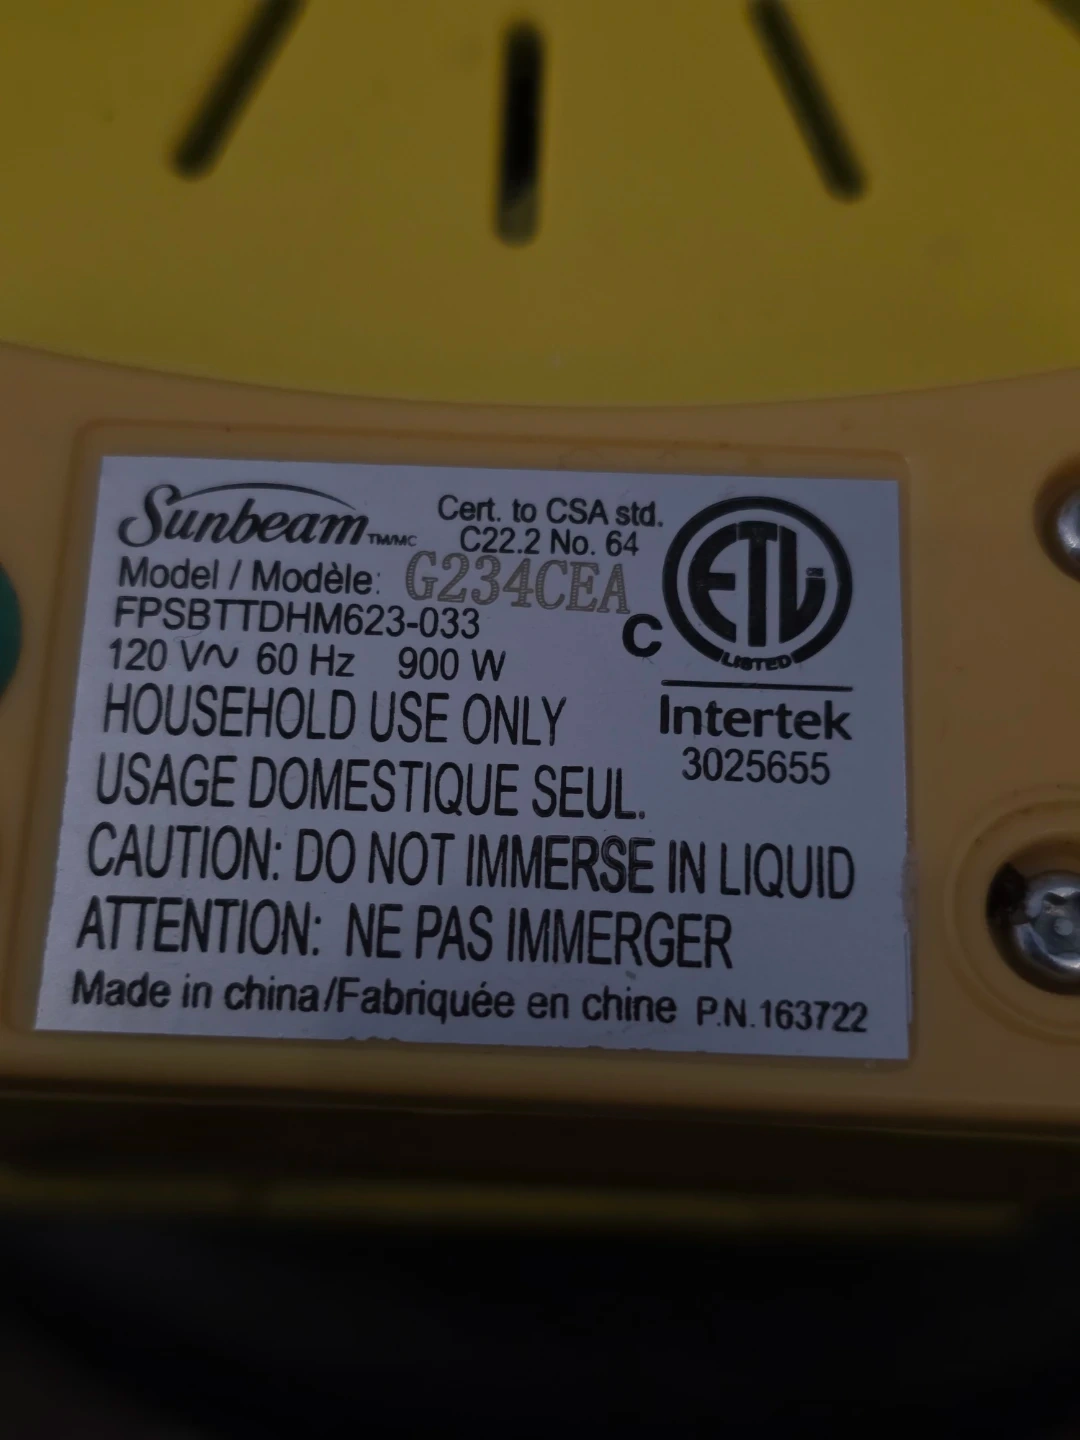 Sunbeam TM/MC
Cert. to CSA std.
C22.2 No. 64
Model / Modèle:
G234CEA
FPSBTTDHM623-033
120 V∿ 60 Hz 900 W
HOUSEHOLD USE ONLY
USAGE DOMESTIQUE SEUL.
CAUTION: DO NOT IMMERSE IN LIQUID
ATTENTION: NE PAS IMMERGER
Made in china/Fabriquée en chine P.N.163722
C
ETL
LISTED
Intertek
3025655